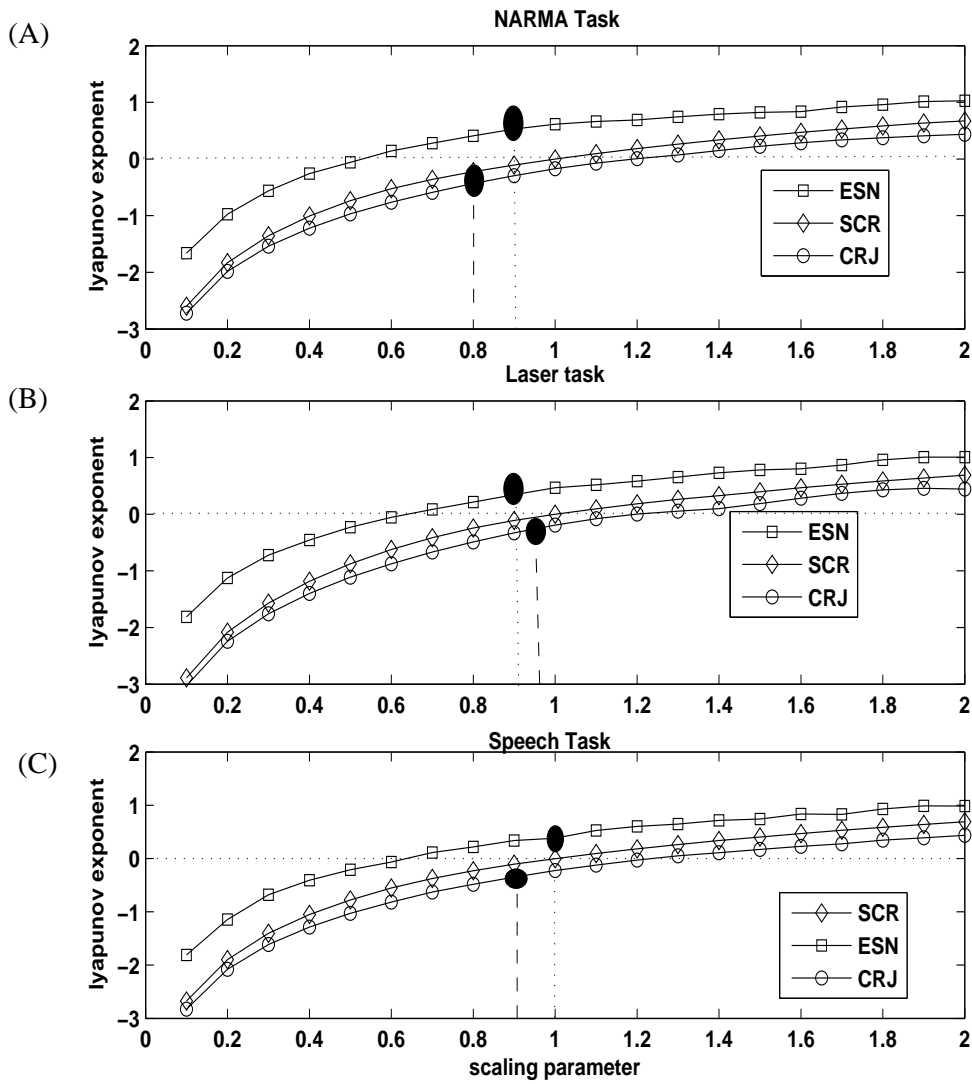 (A)
NARMA Task
lyapunov exponent
2
1
0
−1
−2
−3
ESN
SCR
CRJ
0 0.2 0.4 0.6 0.8 1 1.2 1.4 1.6 1.8 2
(B)
Laser task
lyapunov exponent
2
1
0
−1
−2
−3
ESN
SCR
CRJ
0 0.2 0.4 0.6 0.8 1 1.2 1.4 1.6 1.8 2
(C)
Speech Task
lyapunov exponent
2
1
0
−1
−2
−3
SCR
ESN
CRJ
0 0.2 0.4 0.6 0.8 1 1.2 1.4 1.6 1.8 2
scaling parameter